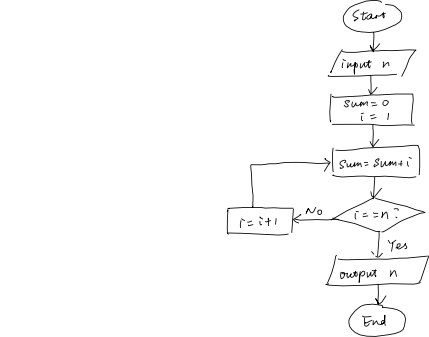 Start
input n
sum=0
i = 1
sum=sum+i
i==n?
No
i=i+1
Yes
output n
End